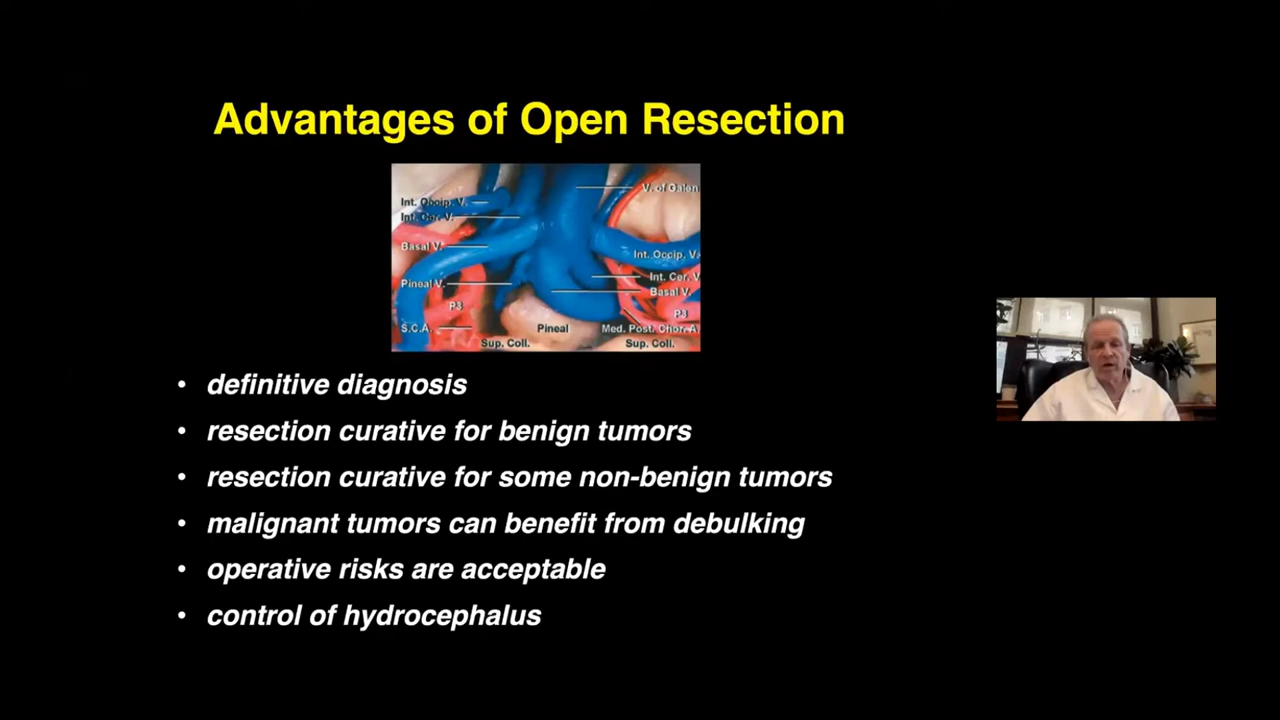 Advantages of Open Resection
V. of Galen
Int. Occip. V.
Int. Cer. V.
Basal V.
Int. Occip. V.
Int. Cer. V
Pineal V.
Basal V.
P3
P3
S.C.A.
Pineal
Med. Post. Chor. A.
Sup. Coll.
Sup. Coll.
• definitive diagnosis
• resection curative for benign tumors
• resection curative for some non-benign tumors
• malignant tumors can benefit from debulking
• operative risks are acceptable
• control of hydrocephalus